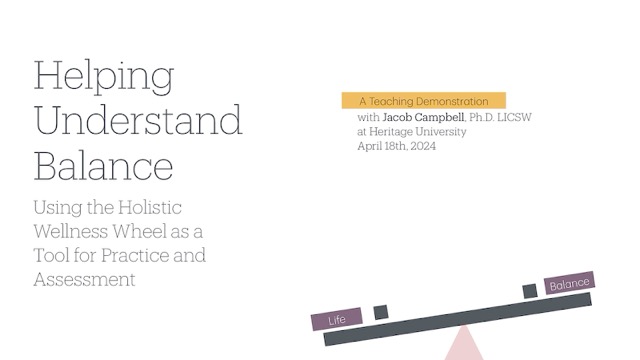 Helping
Understand
Balance
Using the Holistic
Wellness Wheel as a
Tool for Practice and
Assessment
A Teaching Demonstration
with Jacob Campbell, Ph.D. LICSW
at Heritage University
April 18th, 2024
Life
Balance